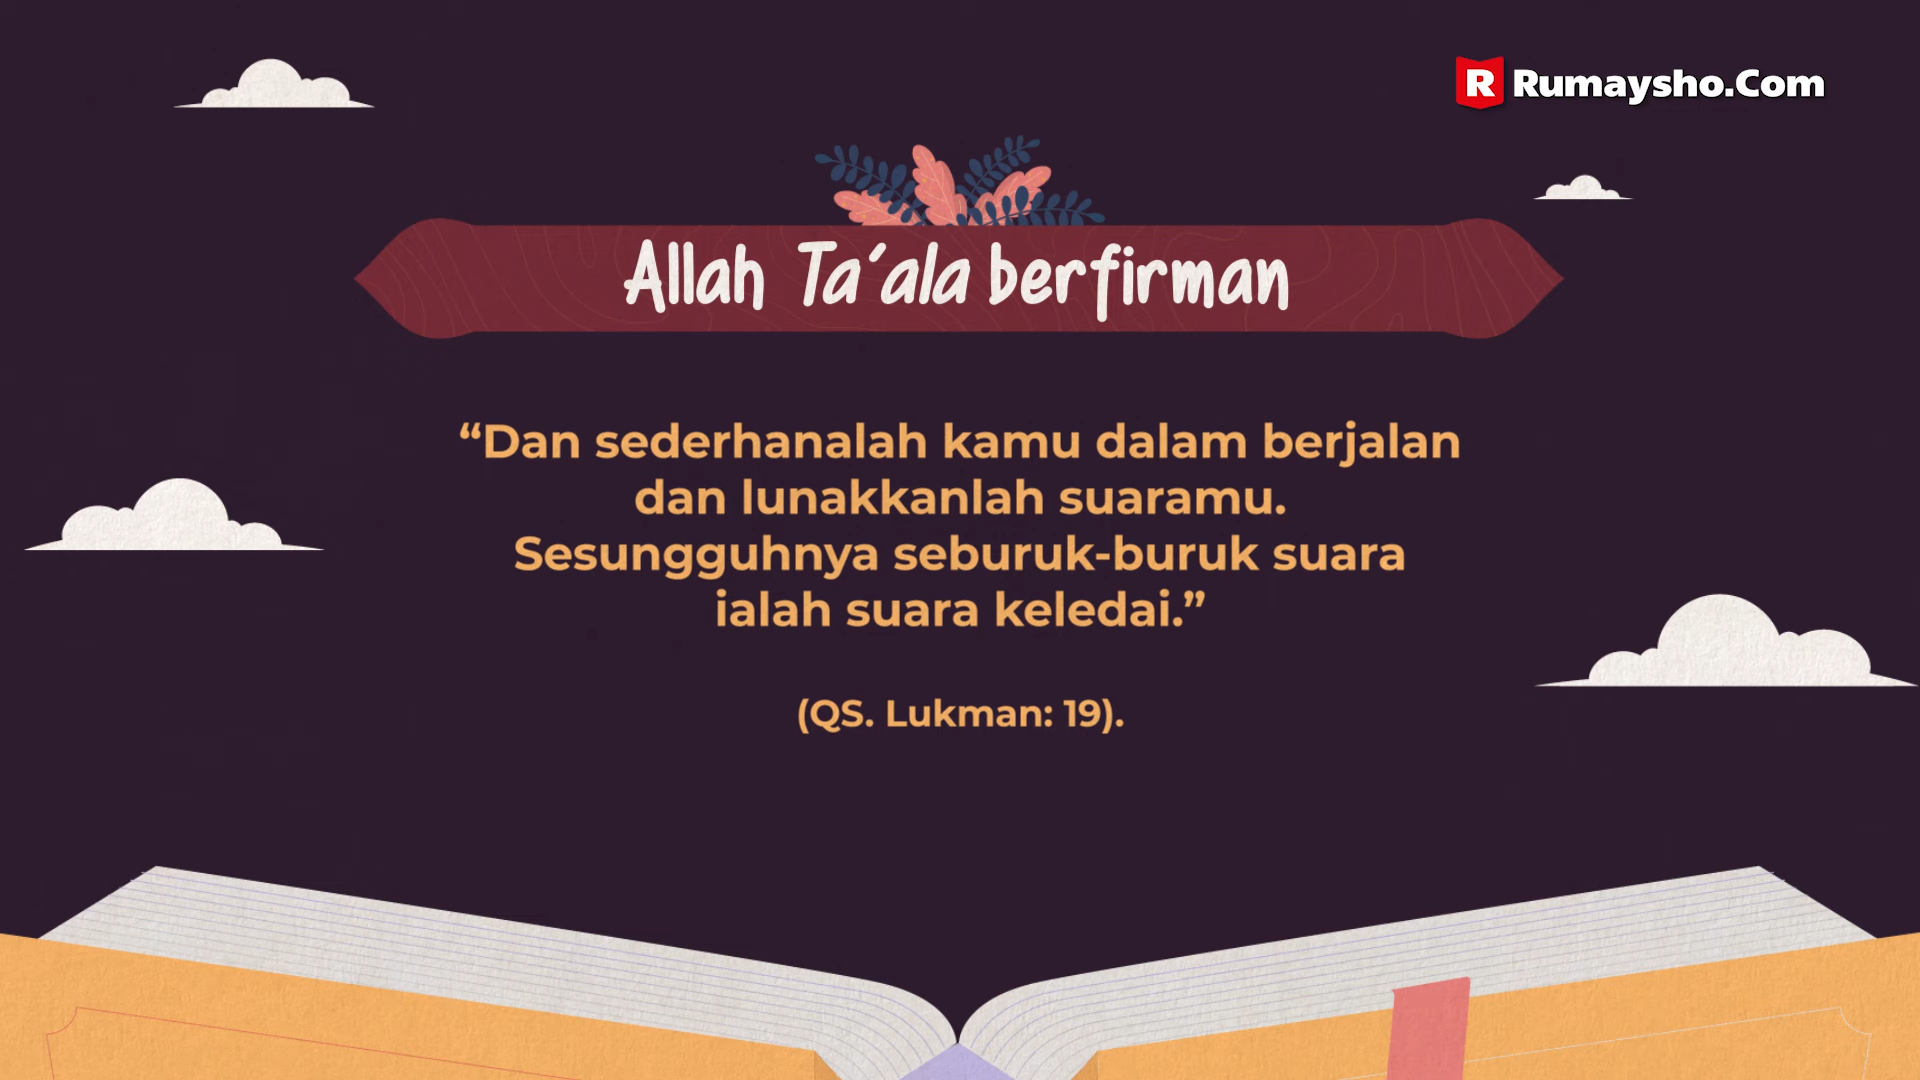 R Rumaysho.Com
Allah Ta’ala berfirman
“Dan sederhanalah kamu dalam berjalan
dan lunakkanlah suaramu.
Sesungguhnya seburuk-buruk suara
ialah suara keledai.”
(QS. Lukman: 19).